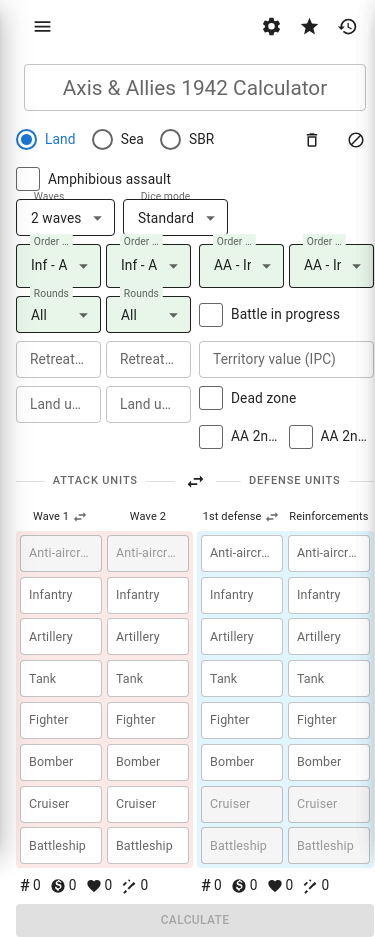 Axis & Allies 1942 Calculator
Land Sea SBR
Amphibious assault
Waves Dice mode
2 waves Standard
Order ... Order ... Order ... Order ...
Inf - A Inf - A AA - Ir AA - Ir
Rounds Rounds
All All Battle in progress
Retreat... Retreat... Territory value (IPC)
Land u... Land u... Dead zone
AA 2n... AA 2n...
ATTACK UNITS DEFENSE UNITS
Wave 1 Wave 2 1st defense Reinforcements
Anti-aircr... Anti-aircr... Anti-aircr... Anti-aircr...
Infantry Infantry Infantry Infantry
Artillery Artillery Artillery Artillery
Tank Tank Tank Tank
Fighter Fighter Fighter Fighter
Bomber Bomber Bomber Bomber
Cruiser Cruiser Cruiser Cruiser
Battleship Battleship Battleship Battleship
# 0 0 0 0 # 0 0 0 0
CALCULATE